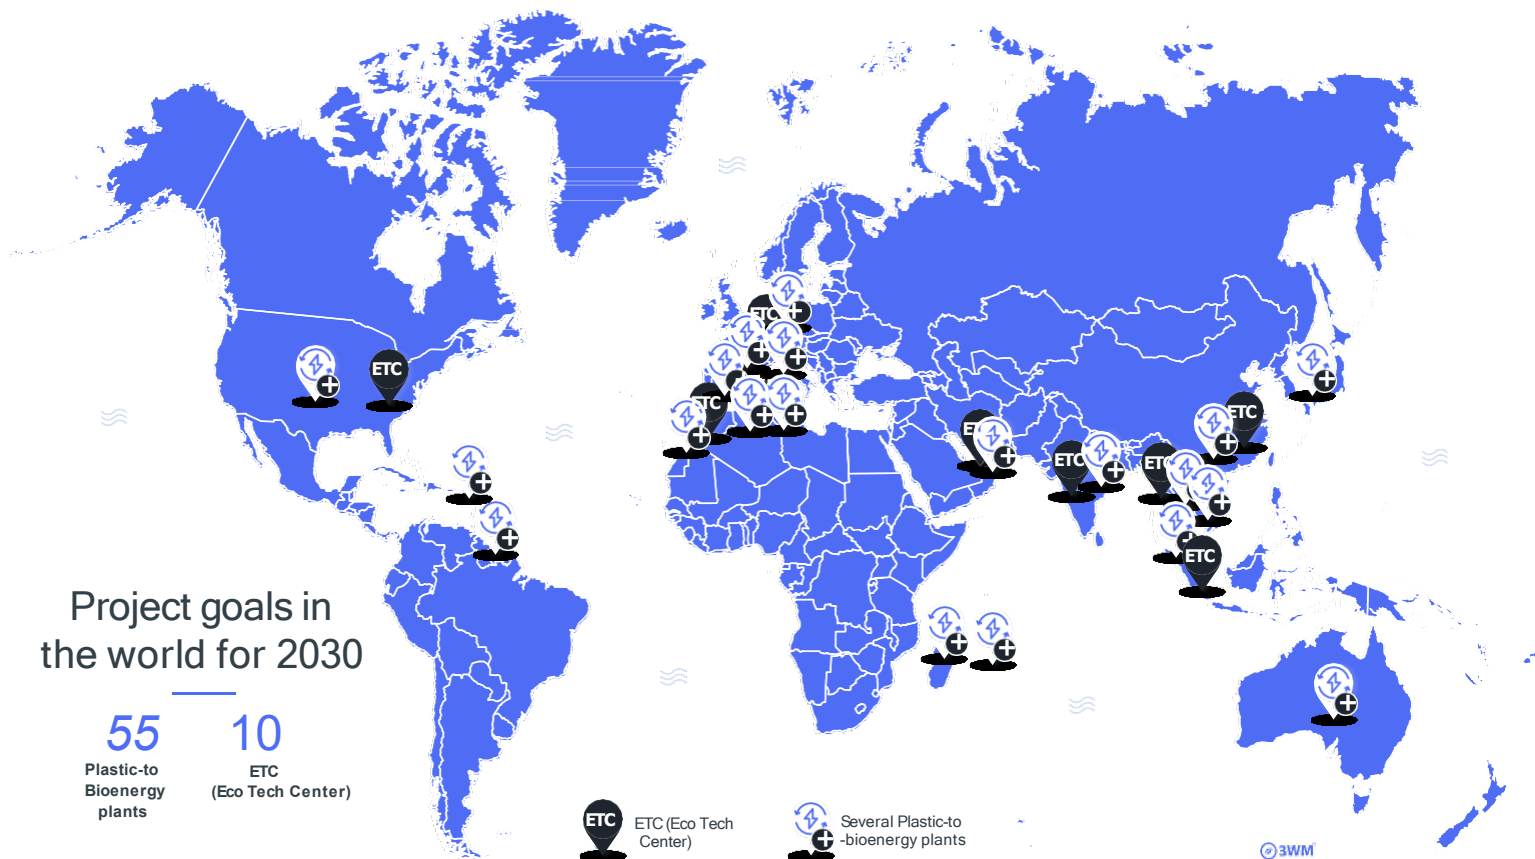 ETC
ETC
ETC
ETC
ETC
ETC
ETC
ETC
Project goals in
the world for 2030
55
10
Plastic-to
Bioenergy
plants
ETC
(Eco Tech Center)
ETC
ETC (Eco Tech
Center)
Several Plastic-to
-bioenergy plants
3WM